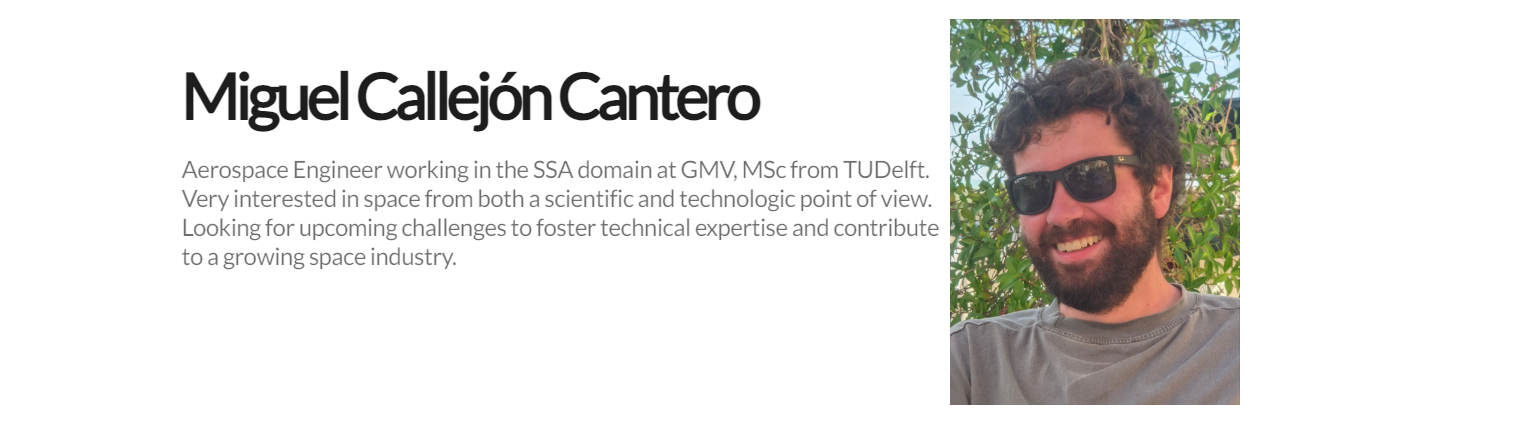 Miguel Callejón Cantero
Aerospace Engineer working in the SSA domain at GMV, MSc from TUDelft.
Very interested in space from both a scientific and technologic point of view.
Looking for upcoming challenges to foster technical expertise and contribute
to a growing space industry.